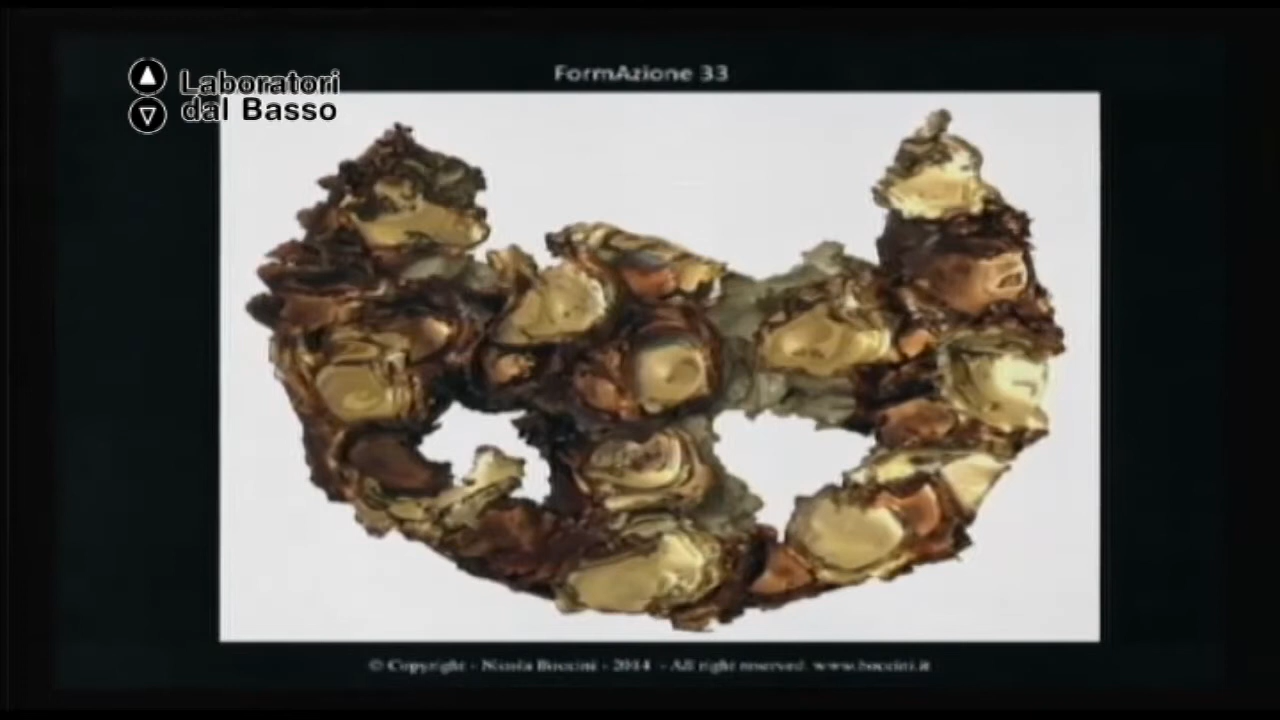 FormAzione 33
Laboratori
dal Basso
© Copyright - Nicola Boccini - 2014 - All right reserved. www.boccini.it